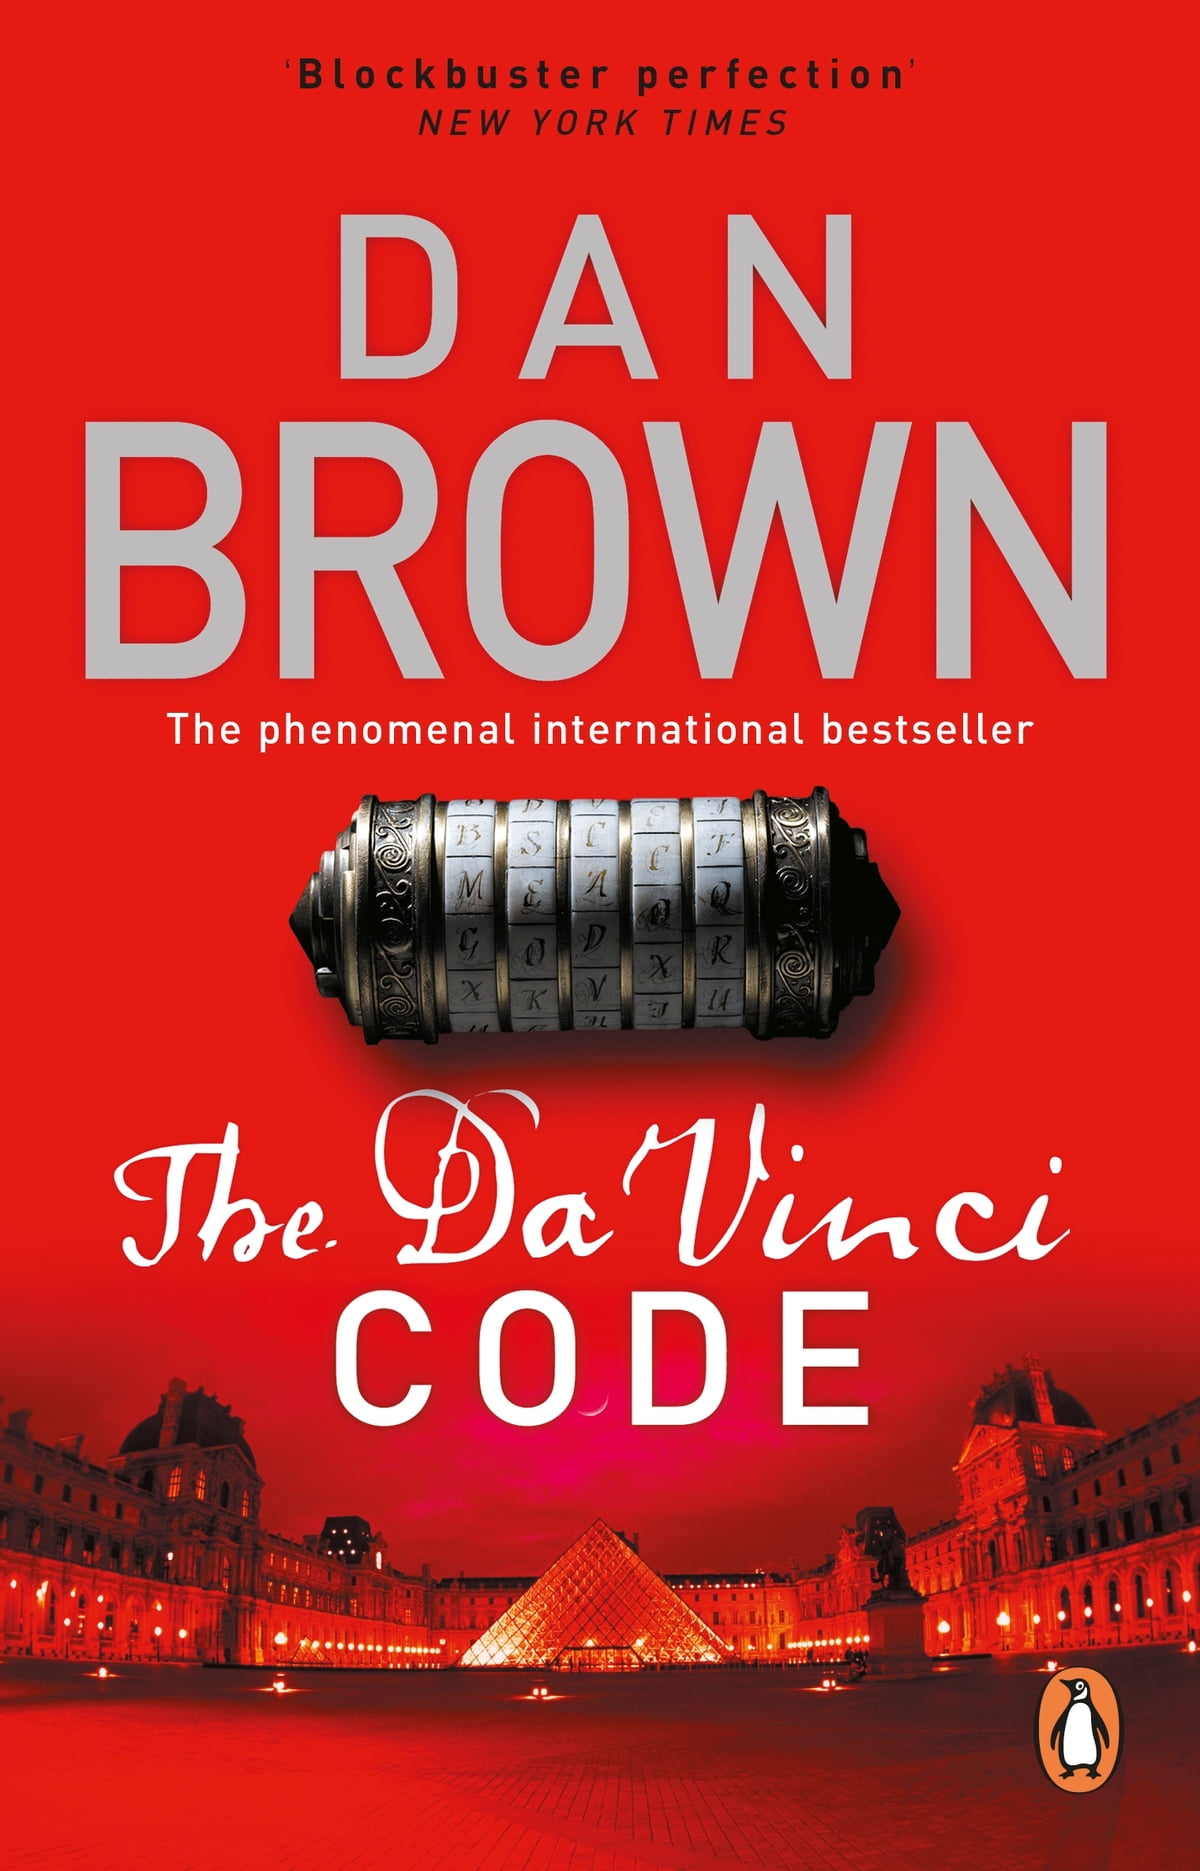 ‘Blockbuster perfection’
NEW YORK TIMES
DAN
BROWN
The phenomenal international bestseller
B S C C F
M E A Q Q
G O D X R
X K V T U
The Da Vinci
CODE